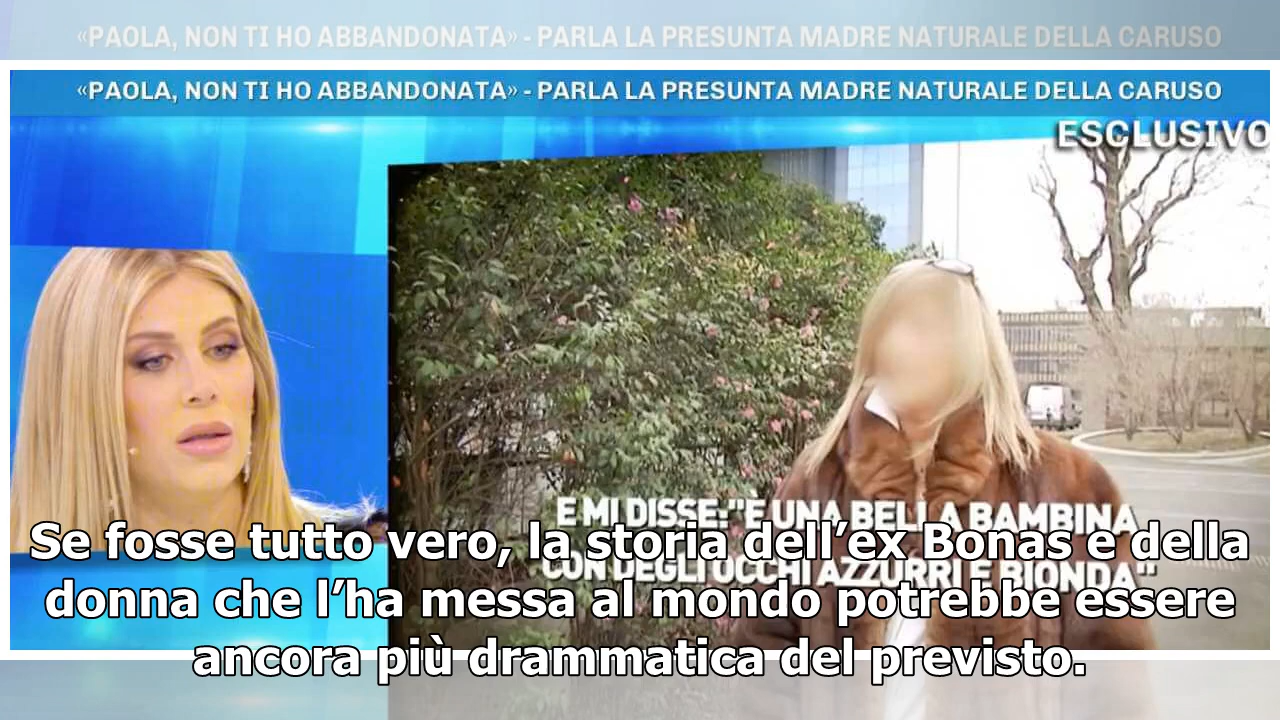 «PAOLA, NON TI HO ABBANDONATA» - PARLA LA PRESUNTA MADRE NATURALE DELLA CARUSO
«PAOLA, NON TI HO ABBANDONATA» - PARLA LA PRESUNTA MADRE NATURALE DELLA CARUSO
ESCLUSIVO
E MI DISSE:"È UNA BELLA BAMBINA
CON DEGLI OCCHI AZZURRI E BIONDA"
Se fosse tutto vero, la storia dell’ex Bonas e della
donna che l’ha messa al mondo potrebbe essere
ancora più drammatica del previsto.